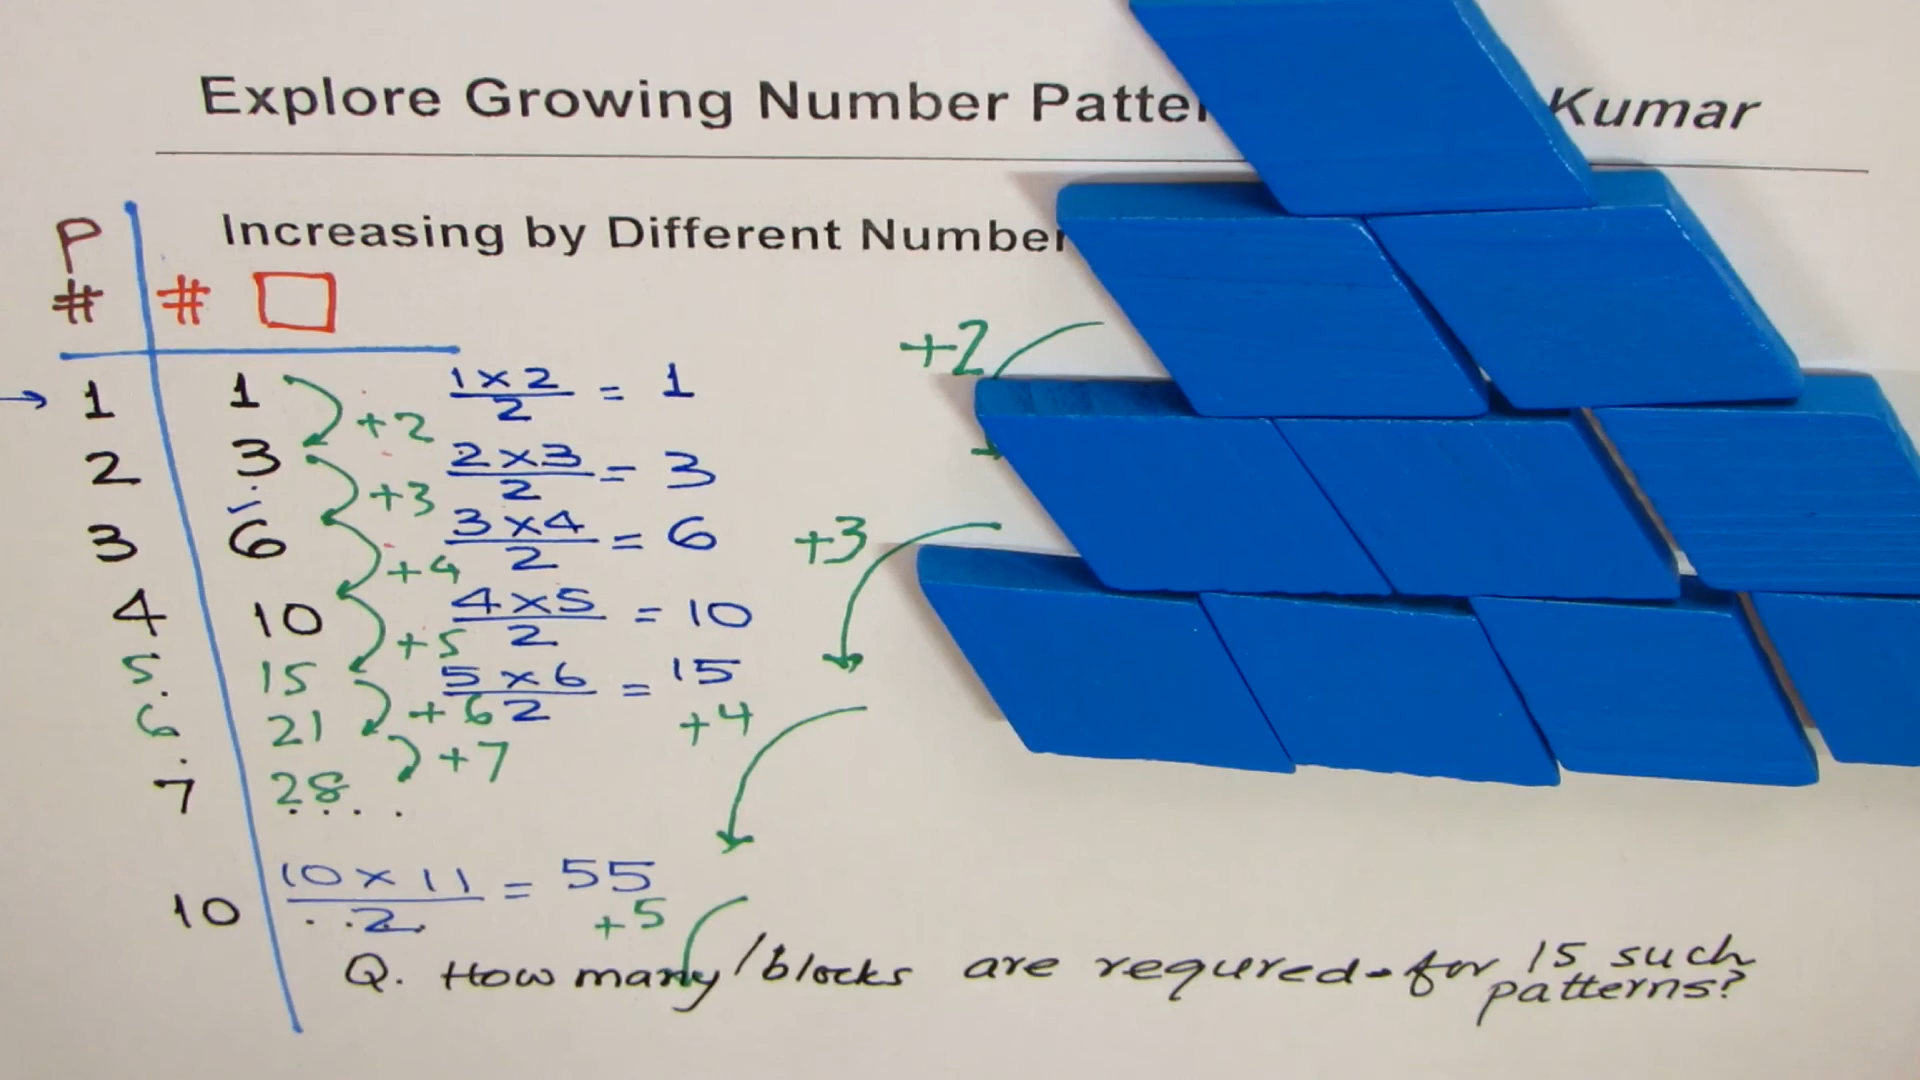 Explore Growing Number Patter Kumar
Increasing by Different Number
P
# #
1 1 +2 1 x 2 / 2 = 1
2 3 +3 2 x 3 / 2 = 3
3 6 +4 3 x 4 / 2 = 6
4 10 +5 4 x 5 / 2 = 10
5 15 +6 5 x 6 / 2 = 15
6 21 +7
7 28 . . .
10 10 x 11 / 2 = 55
+2
+3
+4
+5
Q. How many / blocks are requred for 15 such
patterns?